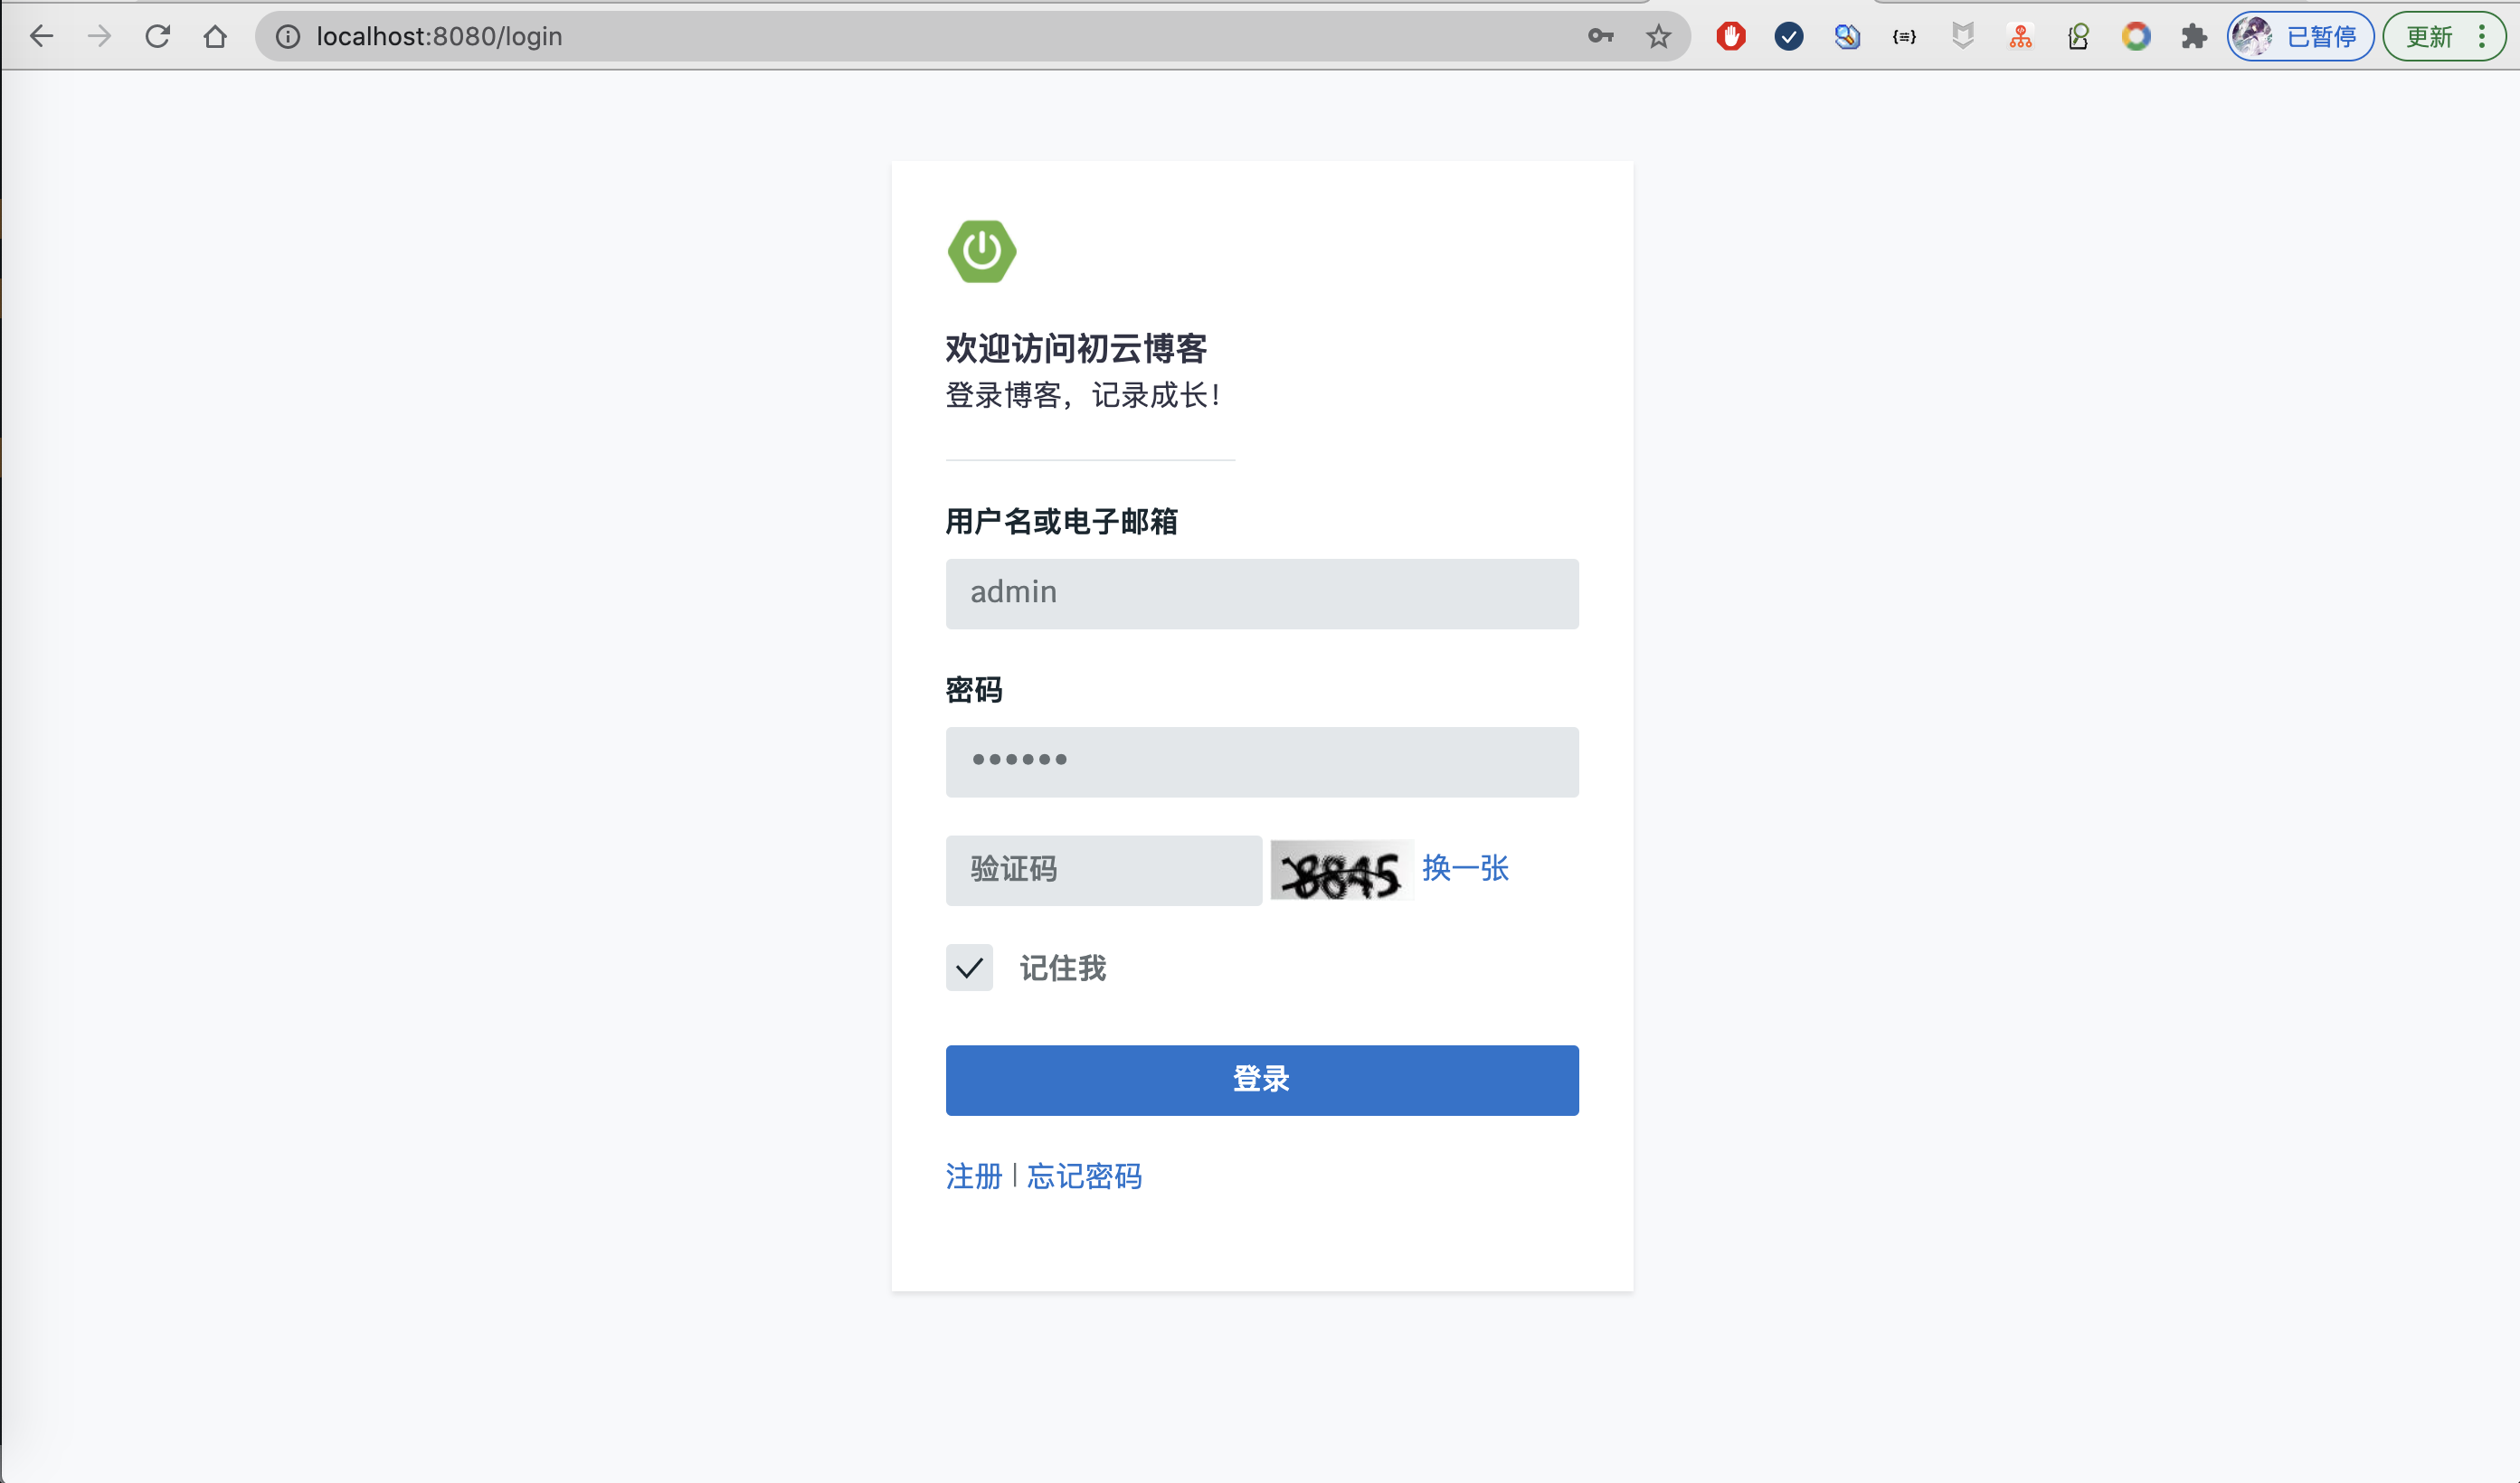 localhost:8080/login
已暂停
更新
欢迎访问初云博客
登录博客，记录成长！
用户名或电子邮箱
admin
密码
••••••
验证码
8845
换一张
记住我
登录
注册 | 忘记密码